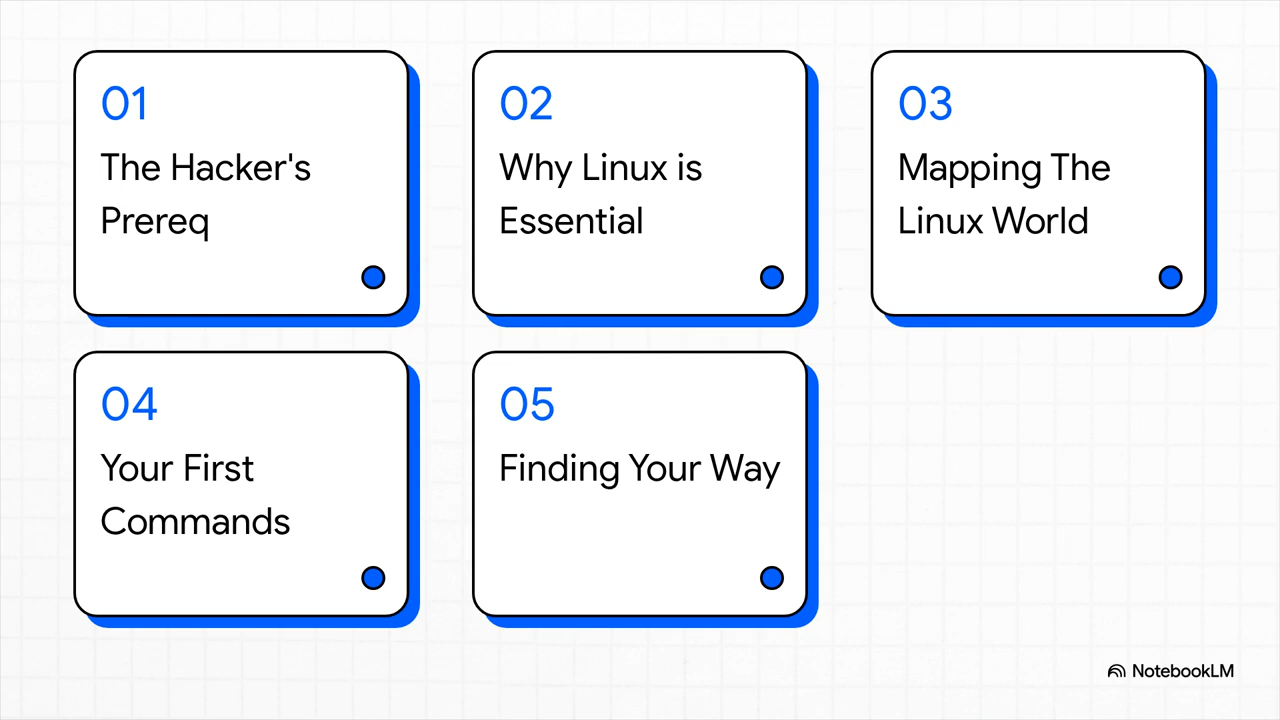 01
The Hacker's
Prereq
02
Why Linux is
Essential
03
Mapping The
Linux World
04
Your First
Commands
05
Finding Your Way
NotebookLM